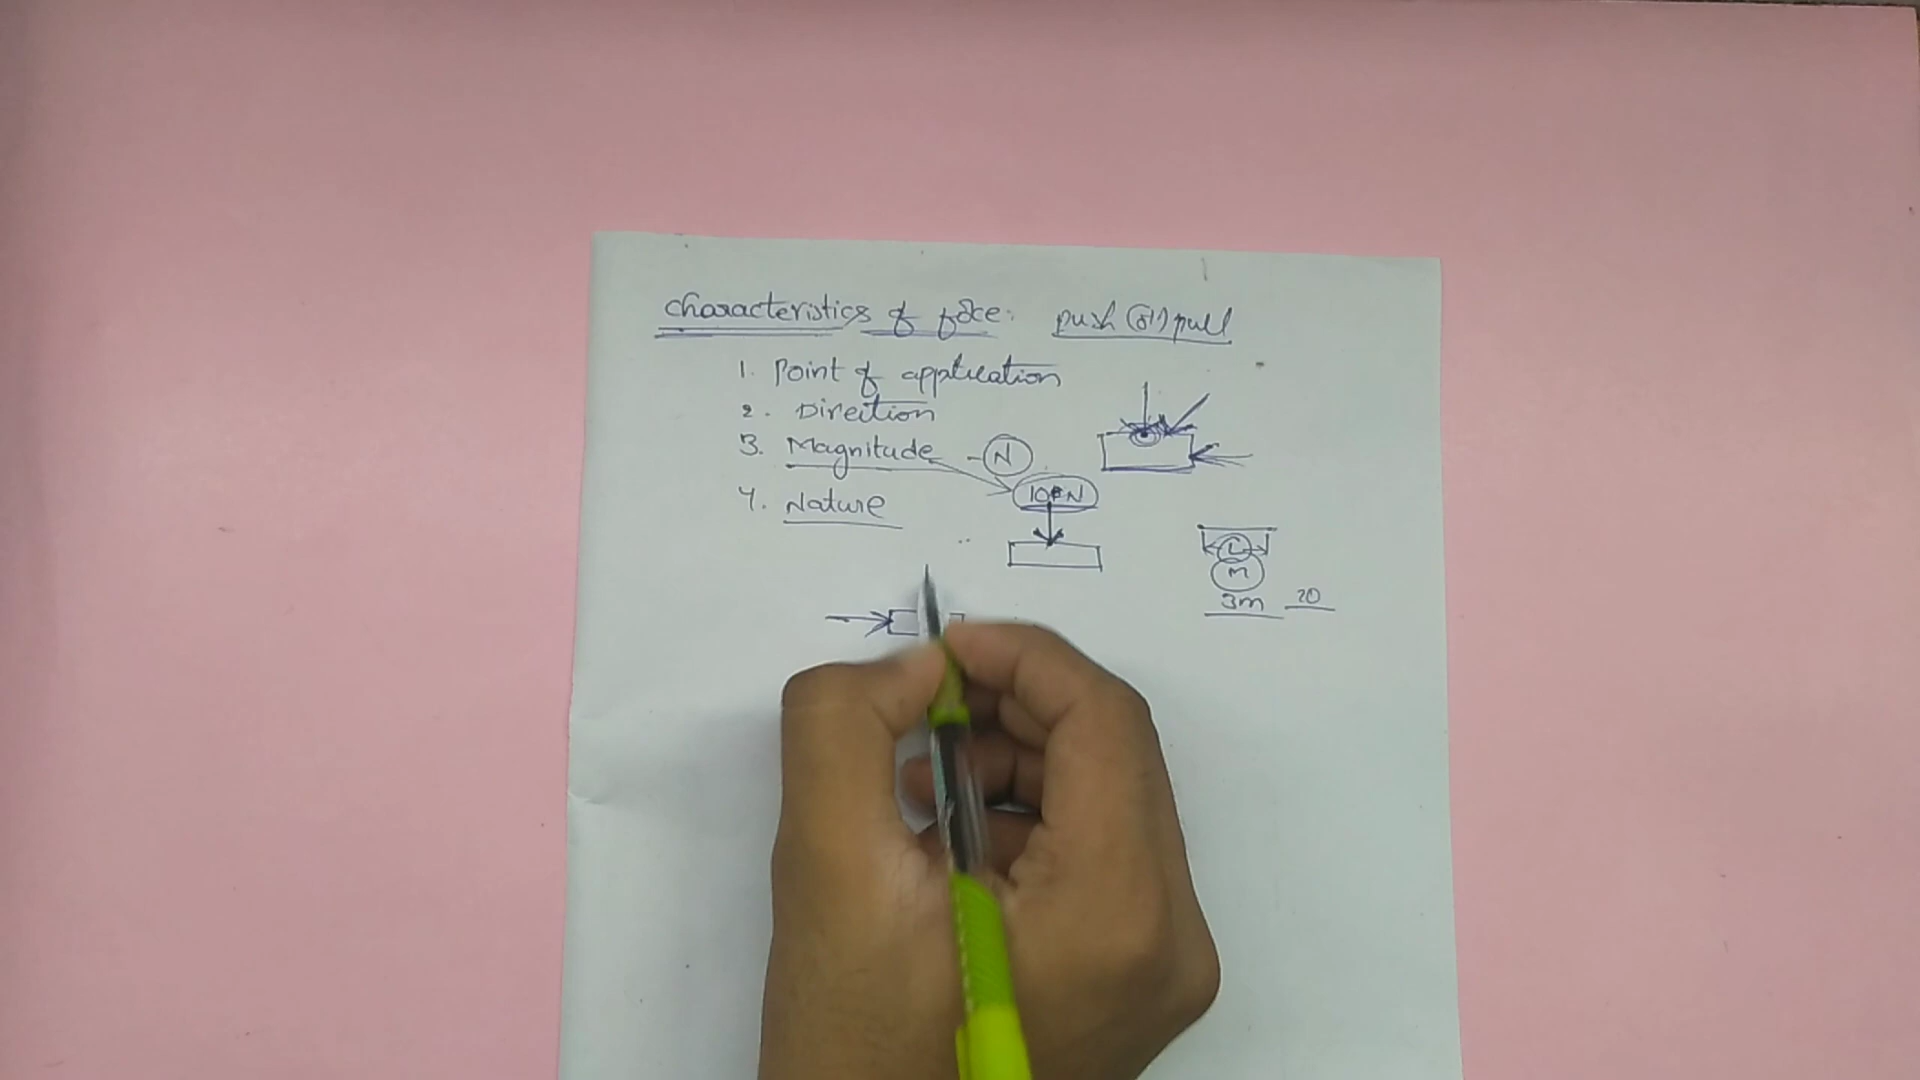 characteristics of force: push (or) pull
1. Point of application
2. Direction
3. Magnitude - N
10 N
4. Nature
L
M
3m 20